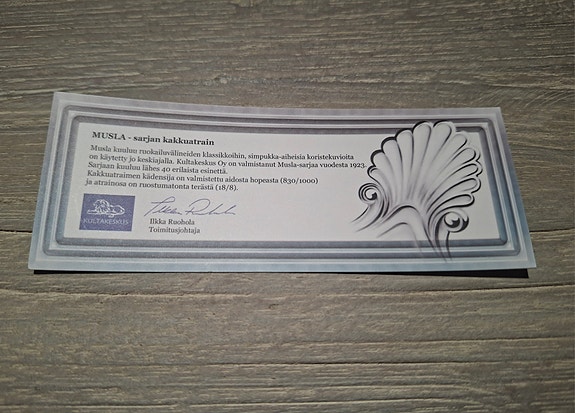 MUSLA - sarjan kakkuatrain
Musla kuuluu ruokailuvälineiden klassikkoihin, simpukka-aiheisia koristekuvioita
on käytetty jo keskiajalla. Kultakeskus Oy on valmistanut Musla-sarjaa vuodesta 1923.
Sarjaan kuuluu lähes 40 erilaista esinettä.
Kakkuatraimen kädensija on valmistettu aidosta hopeasta (830/1000)
ja atrainosa on ruostumatonta terästä (18/8).
KULTAKESKUS
Ilkka Ruohola
Ilkka Ruohola
Toimitusjohtaja